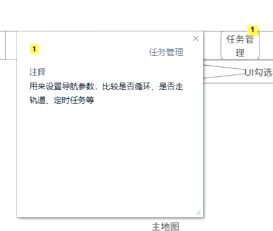 1
任务管理
注释
用来设置导航参数，比较是否循环、是否走
轨道、定时任务等
1
任务管
理
UI勾选
主地图